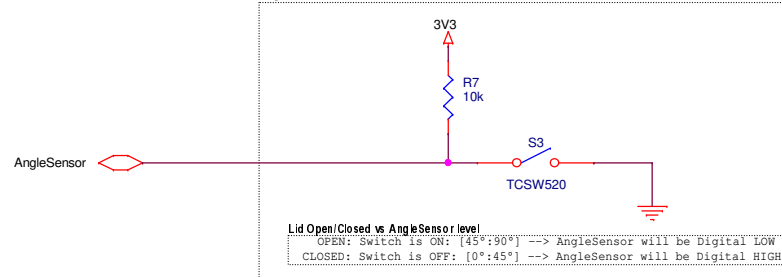 3V3
R7
10k
AngleSensor
S3
TCSW520
Lid Open/Closed vs AngleSensor level
OPEN: Switch is ON: [45°:90°] --> AngleSensor will be Digital LOW
CLOSED: Switch is OFF: [0°:45°] --> AngleSensor will be Digital HIGH